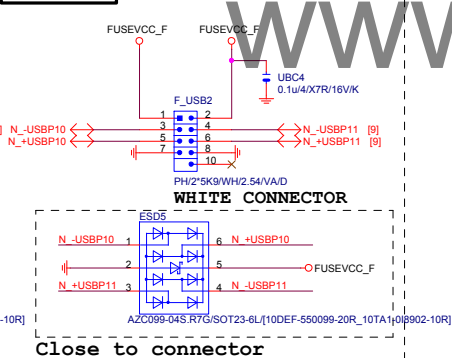 WWW
FUSEVCC_F FUSEVCC_F
UBC4
0.1u/4/X7R/16V/K
F_USB2
1 2
N_-USBP10 3 4 N_-USBP11 [9]
N_+USBP10 5 6 N_+USBP11 [9]
7 8
10
PH/2*5K9/WH/2.54/VA/D
WHITE CONNECTOR
ESD5
N_-USBP10 1 6 N_+USBP10
2 5 FUSEVCC_F
N_+USBP11 3 4 N_-USBP11
-10R] AZC099-04S.R7G/SOT23-6L/[10DEF-550099-20R_10TA1-08902-10R]
Close to connector